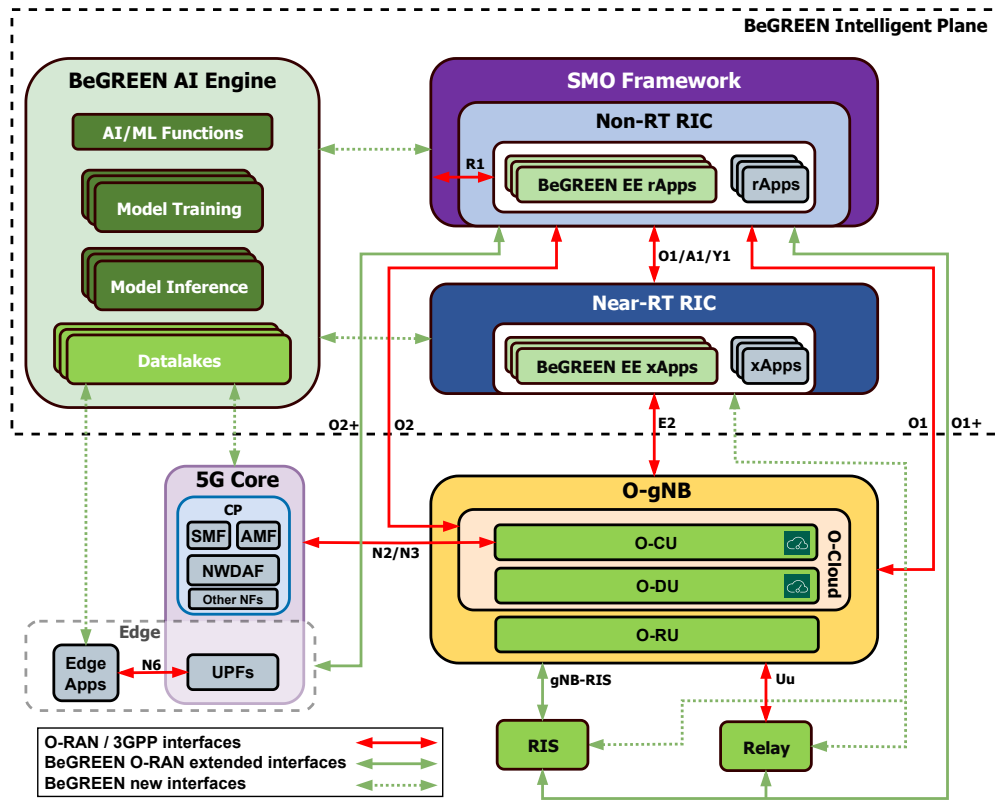 BeGREEN Intelligent Plane
BeGREEN AI Engine
AI/ML Functions
Model Training
Model Inference
Datalakes
SMO Framework
Non-RT RIC
R1
BeGREEN EE rApps
rApps
O1/A1/Y1
Near-RT RIC
BeGREEN EE xApps
xApps
O2+
O2
E2
O1
O1+
5G Core
CP
SMF
AMF
NWDAF
Other NFs
N2/N3
O-gNB
O-Cloud
O-CU
O-DU
O-RU
Edge
Edge
Apps
N6
UPFs
gNB-RIS
Uu
RIS
Relay
O-RAN / 3GPP interfaces
BeGREEN O-RAN extended interfaces
BeGREEN new interfaces